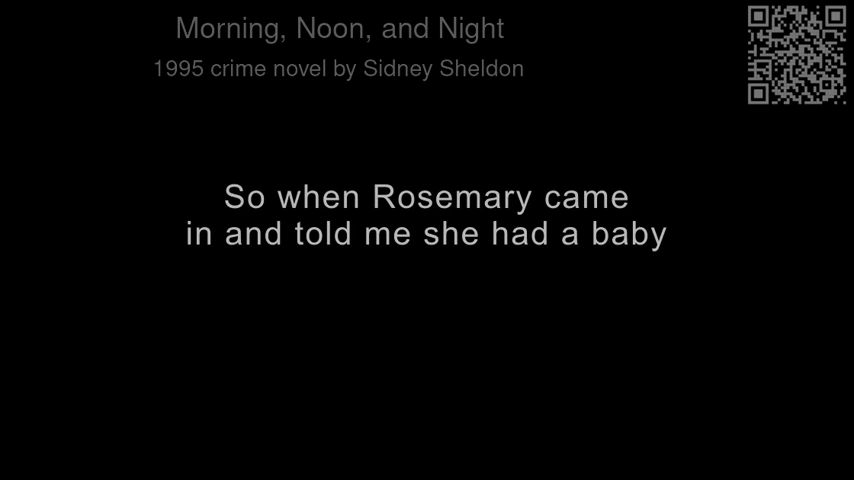 Morning, Noon, and Night
1995 crime novel by Sidney Sheldon
So when Rosemary came
in and told me she had a baby